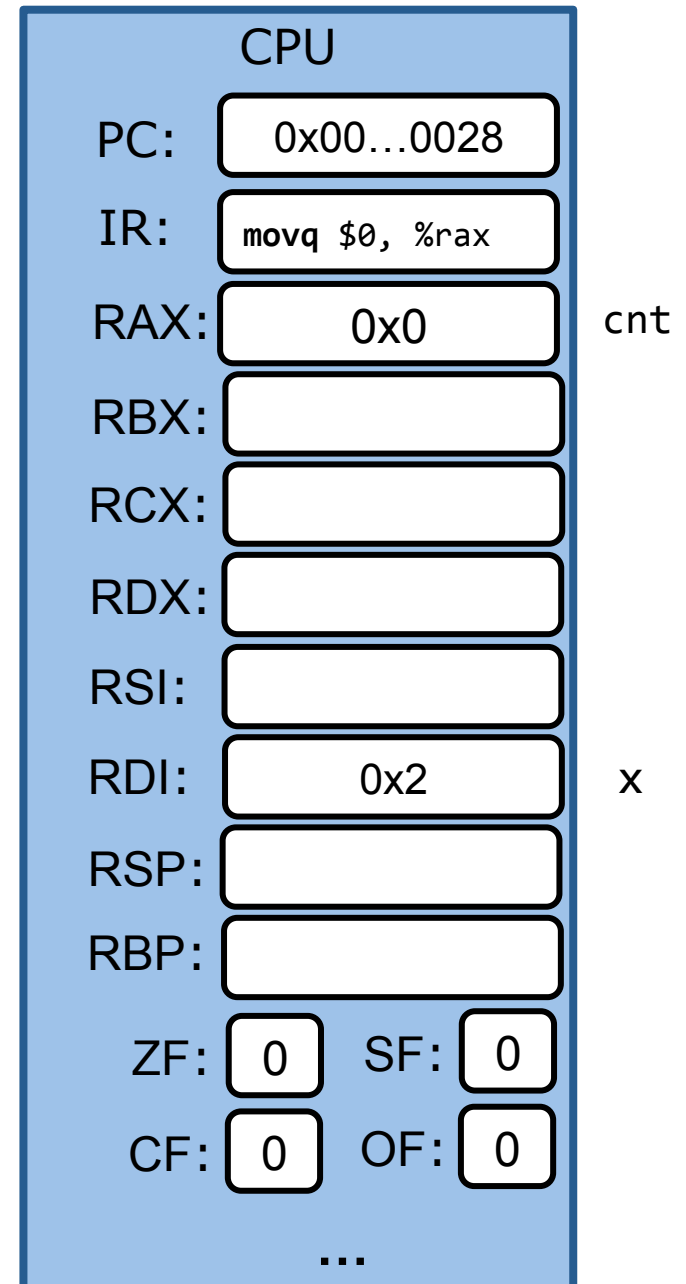 CPU
PC: 0x00...0028
IR: movq $0, %rax
RAX: 0x0 cnt
RBX:
RCX:
RDX:
RSI:
RDI: 0x2 x
RSP:
RBP:
ZF: 0 SF: 0
CF: 0 OF: 0
...